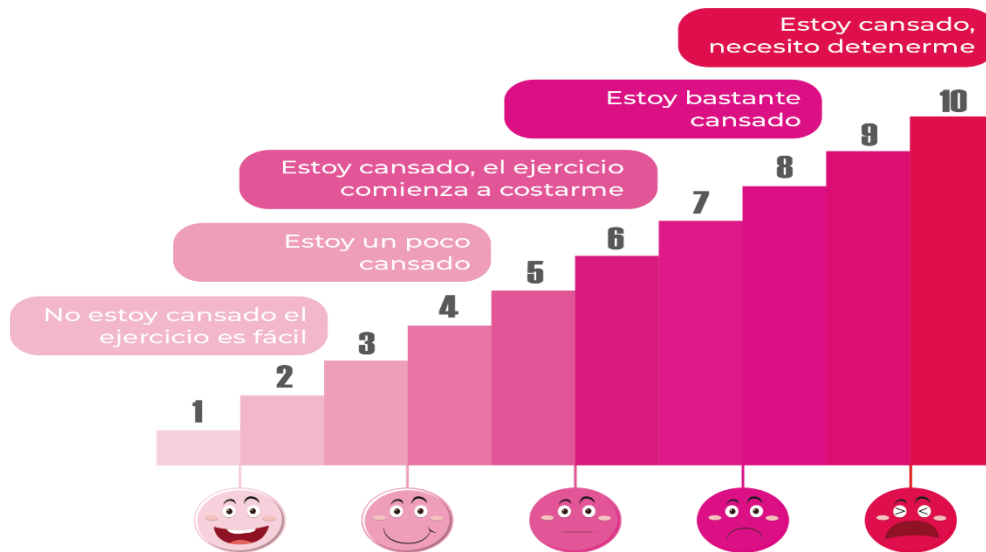 Estoy cansado,
necesito detenerme
10
Estoy bastante
cansado
9
8
Estoy cansado, el ejercicio
comienza a costarme
7
6
Estoy un poco
cansado
5
4
No estoy cansado el
ejercicio es fácil
3
2
1